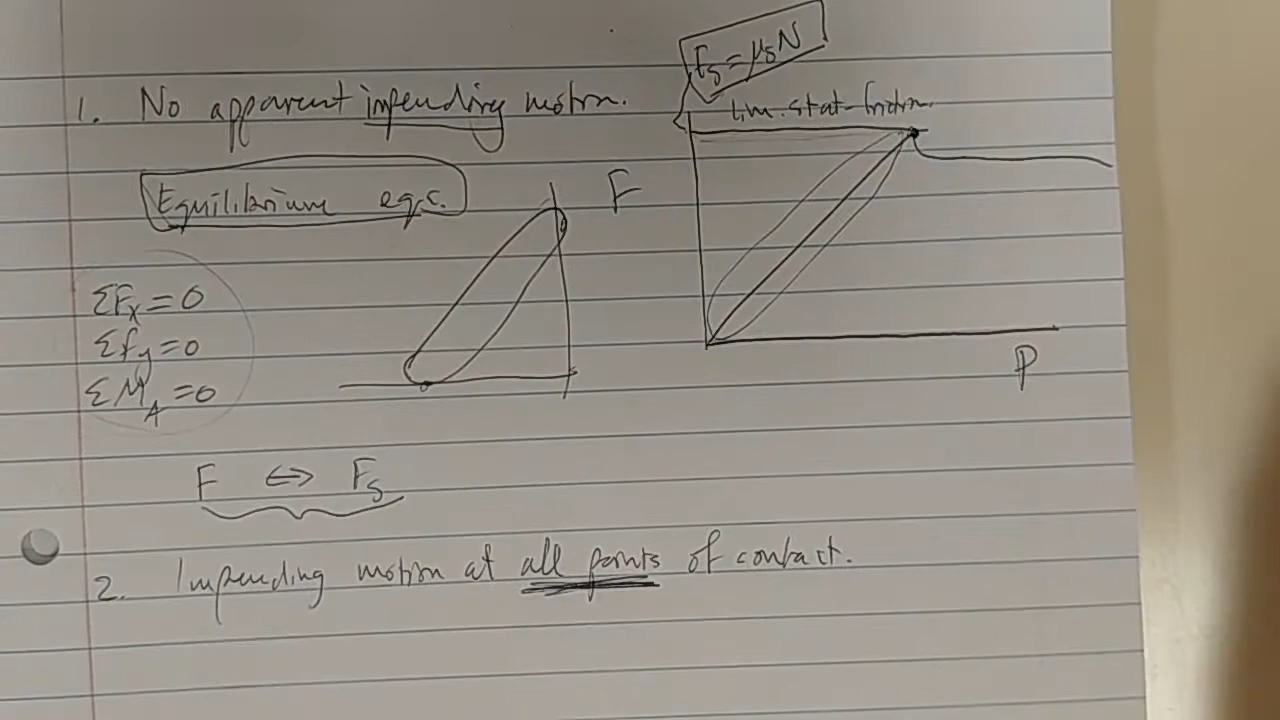 Fs = μsN
1. No apparent impending motion.
lim. stat-friction.
Equilibrium eqs.
F
ΣFx = 0
Σfy = 0
ΣMA = 0
P
F ⇔ Fs
2. Impending motion at all points of contact.